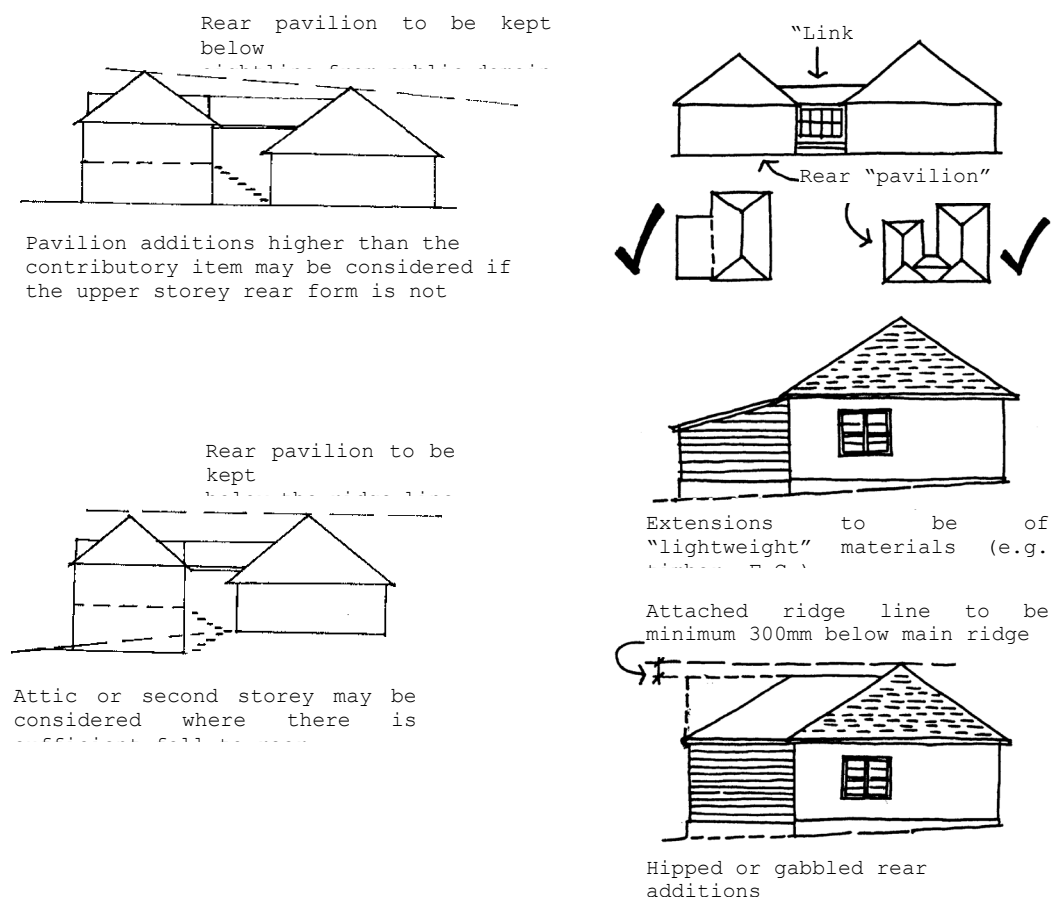 Rear pavilion to be kept
below
Pavilion additions higher than the
contributory item may be considered if
the upper storey rear form is not
Rear pavilion to be
kept
Attic or second storey may be
considered where there is
“Link
Rear “pavilion”
Extensions to be of
“lightweight” materials (e.g.
Attached ridge line to be
minimum 300mm below main ridge
Hipped or gabbled rear
additions